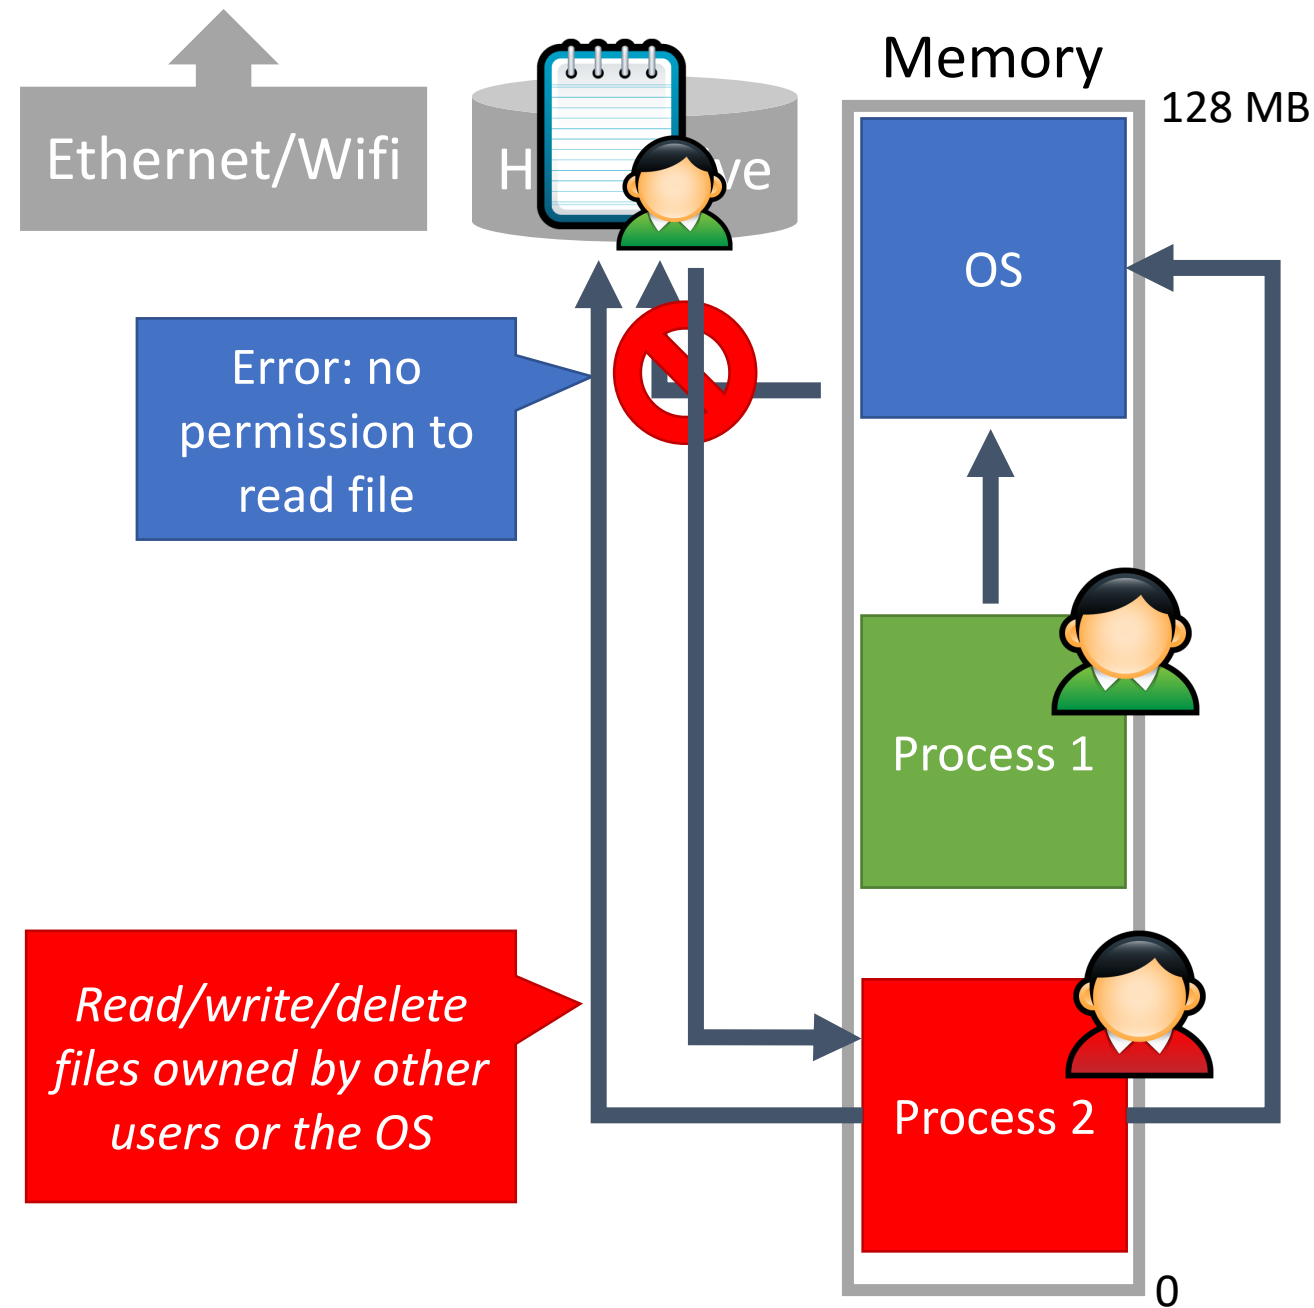 Memory
128 MB
Ethernet/Wifi
H
ve
OS
Error: no
permission to
read file
Process 1
Read/write/delete
files owned by other
users or the OS
Process 2
0